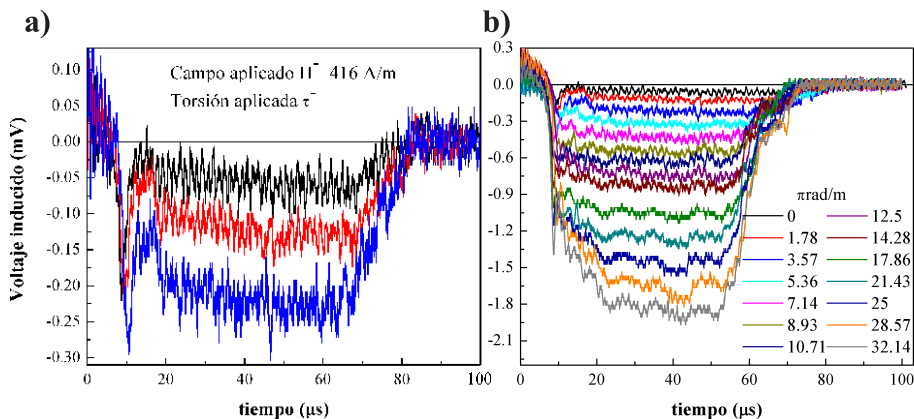 a)
b)
Campo aplicado H⁻ 416 A/m
Torsión aplicada τ⁻
Voltaje inducido (mV)
0.10
0.05
0.00
-0.05
-0.10
-0.15
-0.20
-0.25
-0.30
0 20 40 60 80 100
tiempo (μs)
0.3
0.0
-0.3
-0.6
-0.9
-1.2
-1.5
-1.8
-2.1
πrad/m
0 12.5
1.78 14.28
3.57 17.86
5.36 21.43
7.14 25
8.93 28.57
10.71 32.14
0 20 40 60 80 100
tiempo (μs)